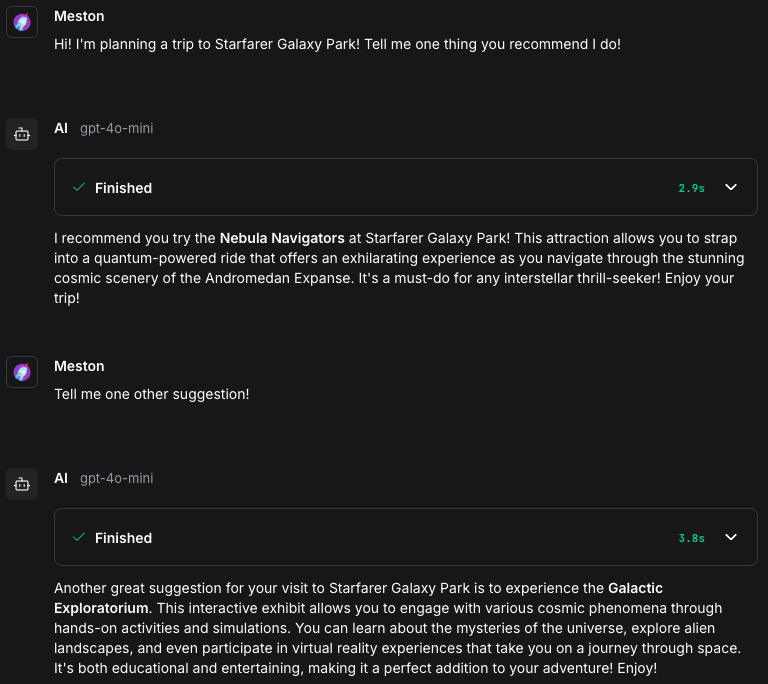 Meston
Hi! I'm planning a trip to Starfarer Galaxy Park! Tell me one thing you recommend I do!
AI gpt-4o-mini
Finished 2.9s
I recommend you try the Nebula Navigators at Starfarer Galaxy Park! This attraction allows you to strap
into a quantum-powered ride that offers an exhilarating experience as you navigate through the stunning
cosmic scenery of the Andromedan Expanse. It's a must-do for any interstellar thrill-seeker! Enjoy your
trip!
Meston
Tell me one other suggestion!
AI gpt-4o-mini
Finished 3.8s
Another great suggestion for your visit to Starfarer Galaxy Park is to experience the Galactic
Exploratorium. This interactive exhibit allows you to engage with various cosmic phenomena through
hands-on activities and simulations. You can learn about the mysteries of the universe, explore alien
landscapes, and even participate in virtual reality experiences that take you on a journey through space.
It's both educational and entertaining, making it a perfect addition to your adventure! Enjoy!